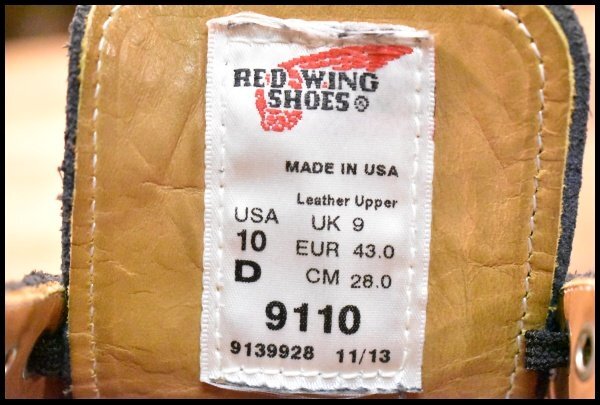 RED WING
SHOES®
MADE IN USA
Leather Upper
USA UK 9
10 EUR 43.0
D CM 28.0
9110
9139928 11/13